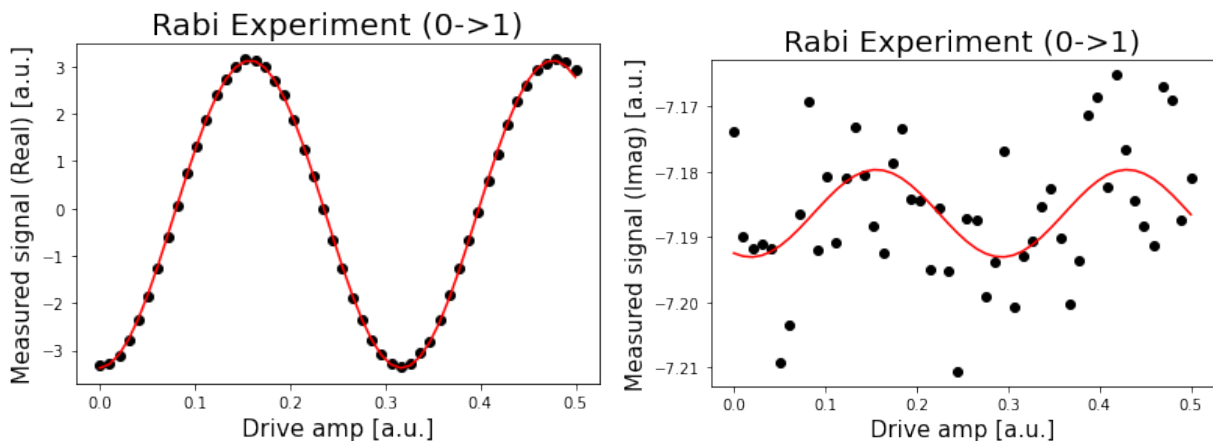 Rabi Experiment (0->1)
Measured signal (Real) [a.u.]
3
2
1
0
−1
−2
−3
0.0 0.1 0.2 0.3 0.4 0.5
Drive amp [a.u.]
Rabi Experiment (0->1)
Measured signal (Imag) [a.u.]
−7.17
−7.18
−7.19
−7.20
−7.21
0.0 0.1 0.2 0.3 0.4 0.5
Drive amp [a.u.]